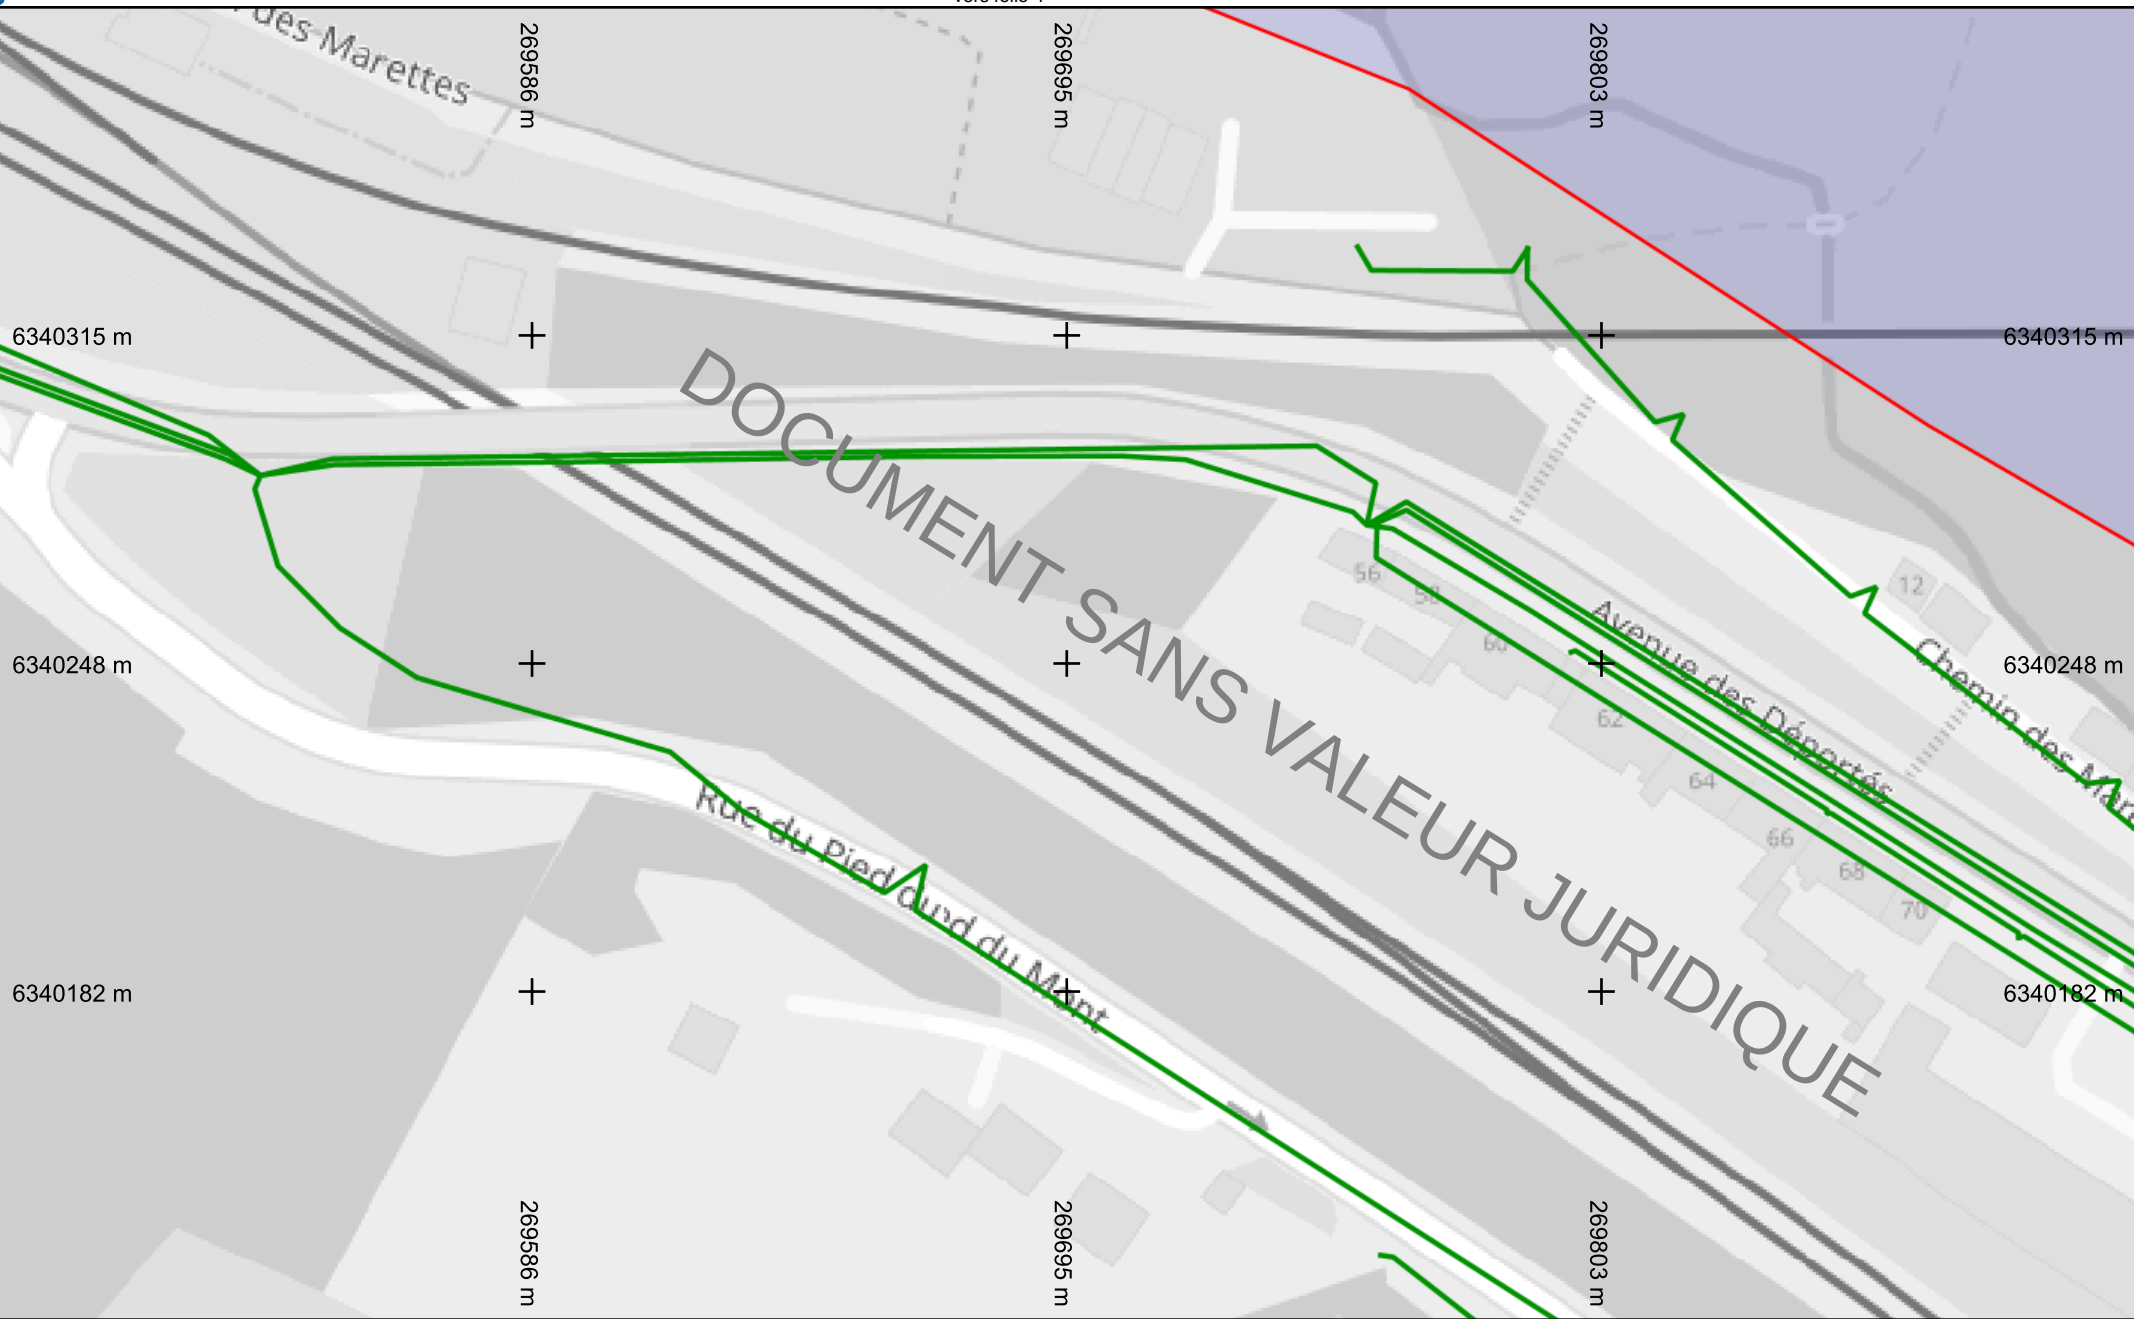 des Marettes
269586 m
269695 m
269803 m
6340315 m
6340315 m
DOCUMENT SANS VALEUR JURIDIQUE
56
58
60
62
64
66
68
70
12
Avenue des Déportés
Chemin des
6340248 m
6340248 m
Rue du Pied du
du Mont
6340182 m
6340182 m
269586 m
269695 m
269803 m